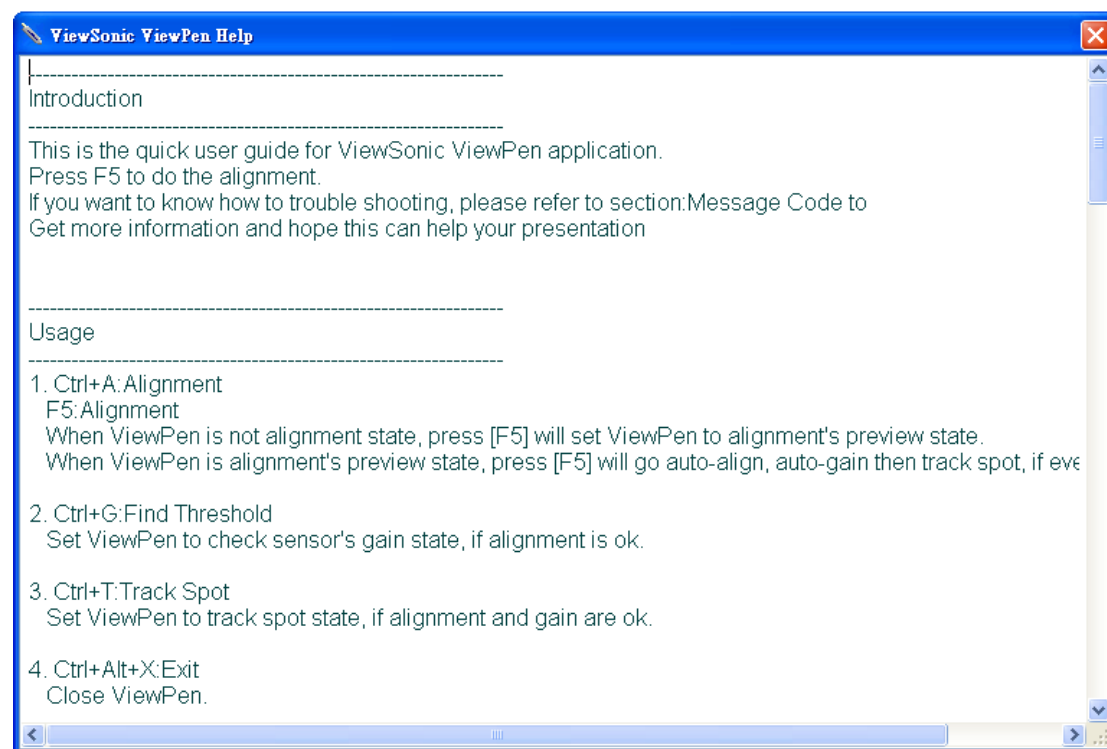 ViewSonic ViewPen Help
------------------------------------------------------------------
Introduction
------------------------------------------------------------------
This is the quick user guide for ViewSonic ViewPen application.
Press F5 to do the alignment.
If you want to know how to trouble shooting, please refer to section:Message Code to
Get more information and hope this can help your presentation
------------------------------------------------------------------
Usage
------------------------------------------------------------------
1. Ctrl+A:Alignment
F5:Alignment
When ViewPen is not alignment state, press [F5] will set ViewPen to alignment's preview state.
When ViewPen is alignment's preview state, press [F5] will go auto-align, auto-gain then track spot, if eve
2. Ctrl+G:Find Threshold
Set ViewPen to check sensor's gain state, if alignment is ok.
3. Ctrl+T:Track Spot
Set ViewPen to track spot state, if alignment and gain are ok.
4. Ctrl+Alt+X:Exit
Close ViewPen.